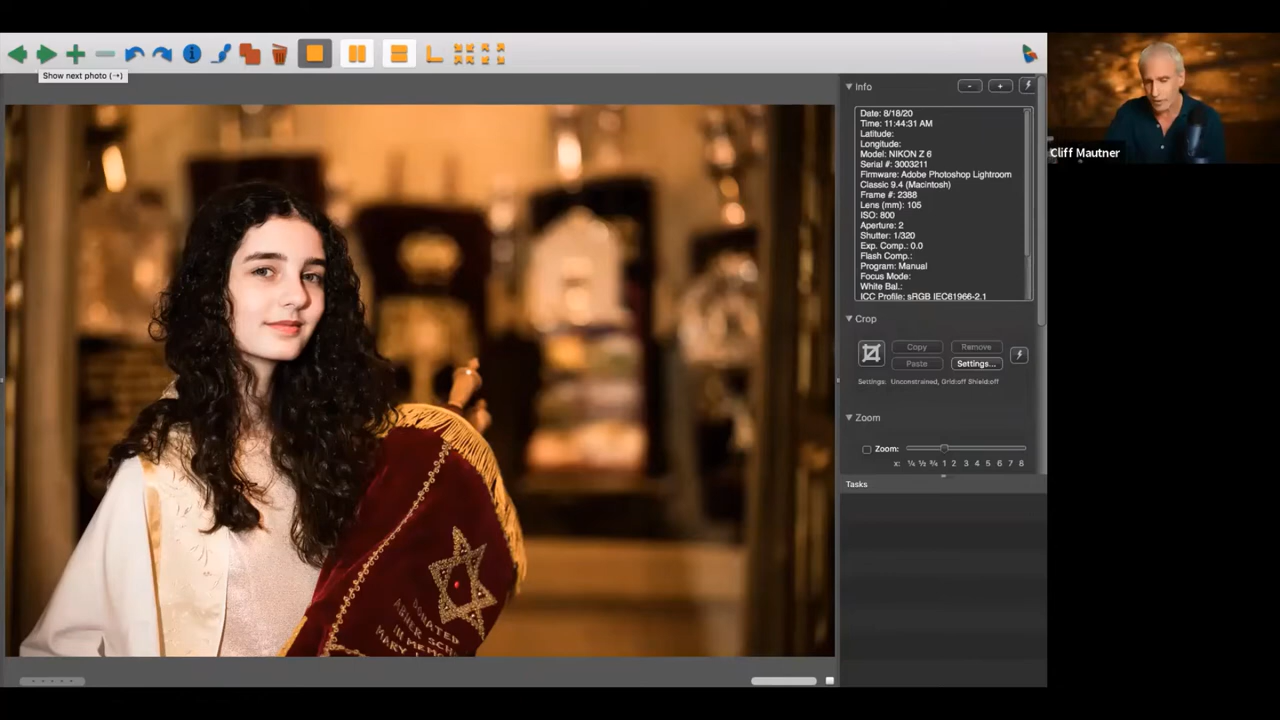 Show next photo (→)
Info
Date: 8/18/20
Time: 11:44:31 AM
Latitude:
Longitude:
Model: NIKON Z 6
Serial #: 3003211
Firmware: Adobe Photoshop Lightroom
Classic 9.4 (Macintosh)
Frame #: 2388
Lens (mm): 105
ISO: 800
Aperture: 2
Shutter: 1/320
Exp. Comp.: 0.0
Flash Comp.:
Program: Manual
Focus Mode:
White Bal.:
ICC Profile: sRGB IEC61966-2.1
Crop
Copy
Remove
Paste
Settings...
Settings: Unconstrained, Grid:off Shield:off
Zoom
Zoom:
x: ¼ ½ ¾ 1 2 3 4 5 6 7 8
Tasks
Cliff Mautner
DONATED
IN MEMO
MARY